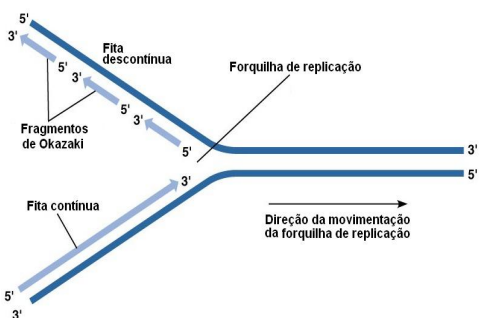 5'
3'
Fita
descontínua
5'
3'
Forquilha de replicação
5'
3'
Fragmentos
de Okazaki
5'
3'
3'
5'
Fita contínua
Direção da movimentação
da forquilha de replicação
5'
3'